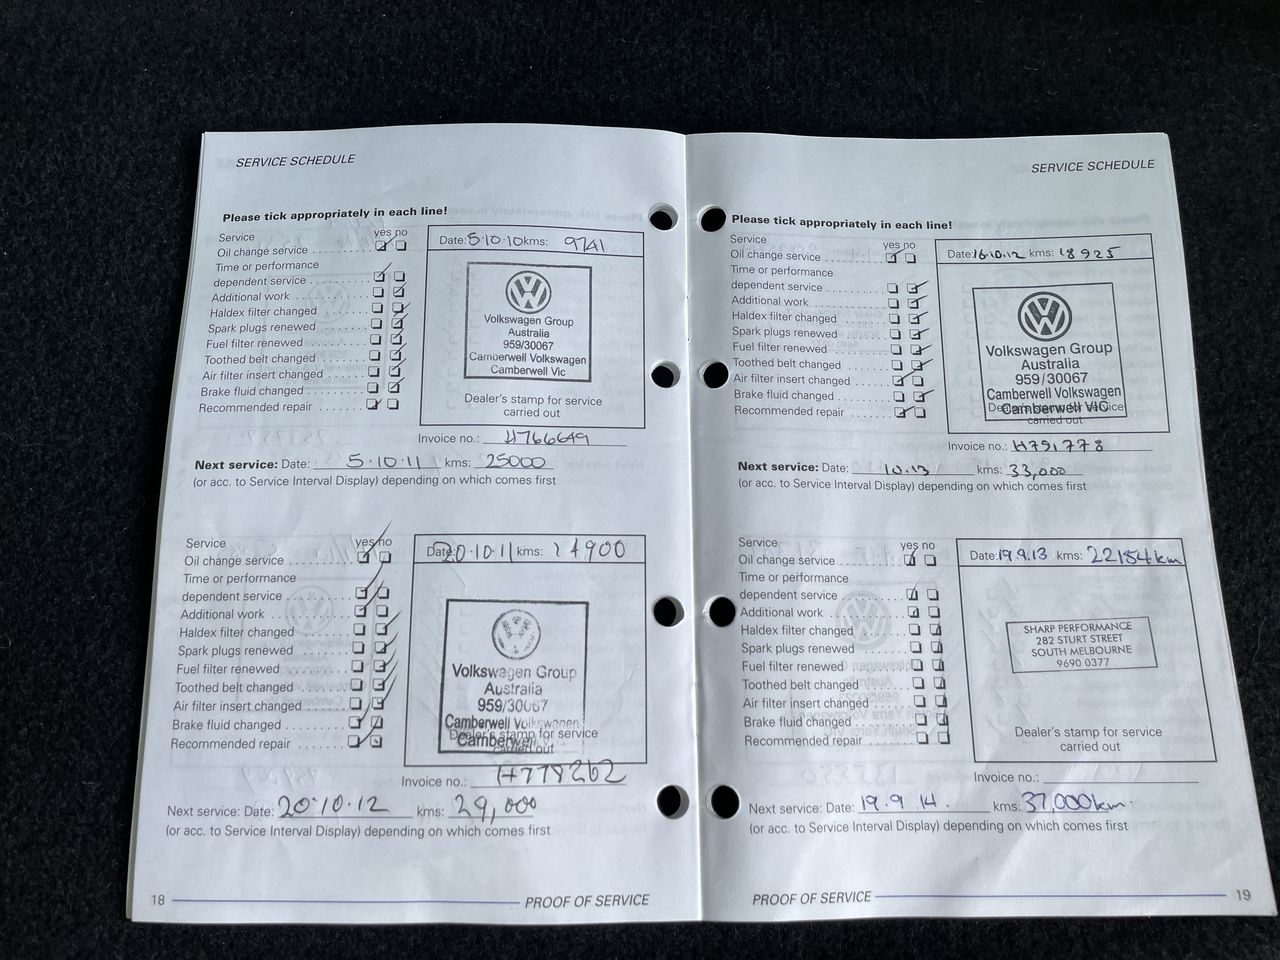 SERVICE SCHEDULE
Please tick appropriately in each line!
Service yes no
Oil change service
Time or performance
dependent service
Additional work
Haldex filter changed
Spark plugs renewed
Fuel filter renewed
Toothed belt changed
Air filter insert changed
Brake fluid changed
Recommended repair
Date: 5.10.10 kms: 9741
Volkswagen Group
Australia
959/30067
Camberwell Volkswagen
Camberwell Vic
Dealer's stamp for service
carried out
Invoice no.: H766649
Next service: Date: 5.10.11 kms: 25000
(or acc. to Service Interval Display) depending on which comes first
Service yes no
Oil change service
Time or performance
dependent service
Additional work
Haldex filter changed
Spark plugs renewed
Fuel filter renewed
Toothed belt changed
Air filter insert changed
Brake fluid changed
Recommended repair
Date: 20.10.11 kms: 14900
Volkswagen Group
Australia
959/30067
Camberwell Volkswagen
Camberwell
Dealer's stamp for service
carried out
Invoice no.: H778262
Next service: Date: 20.10.12 kms: 29,000
(or acc. to Service Interval Display) depending on which comes first
18 PROOF OF SERVICE
SERVICE SCHEDULE
Please tick appropriately in each line!
Service yes no
Oil change service
Time or performance
dependent service
Additional work
Haldex filter changed
Spark plugs renewed
Fuel filter renewed
Toothed belt changed
Air filter insert changed
Brake fluid changed
Recommended repair
Date: 16.10.12 kms: 18925
Volkswagen Group
Australia
959/30067
Camberwell Volkswagen
Camberwell VIC
Dealer's stamp for service
carried out
Invoice no.: H791778
Next service: Date: 10.13 kms: 33,000
(or acc. to Service Interval Display) depending on which comes first
Service yes no
Oil change service
Time or performance
dependent service
Additional work
Haldex filter changed
Spark plugs renewed
Fuel filter renewed
Toothed belt changed
Air filter insert changed
Brake fluid changed
Recommended repair
Date: 19.9.13 kms: 22154km
SHARP PERFORMANCE
282 STURT STREET
SOUTH MELBOURNE
9690 0377
Dealer's stamp for service
carried out
Invoice no.:
Next service: Date: 19.9.14. kms: 37,000km.
(or acc. to Service Interval Display) depending on which comes first
PROOF OF SERVICE 19